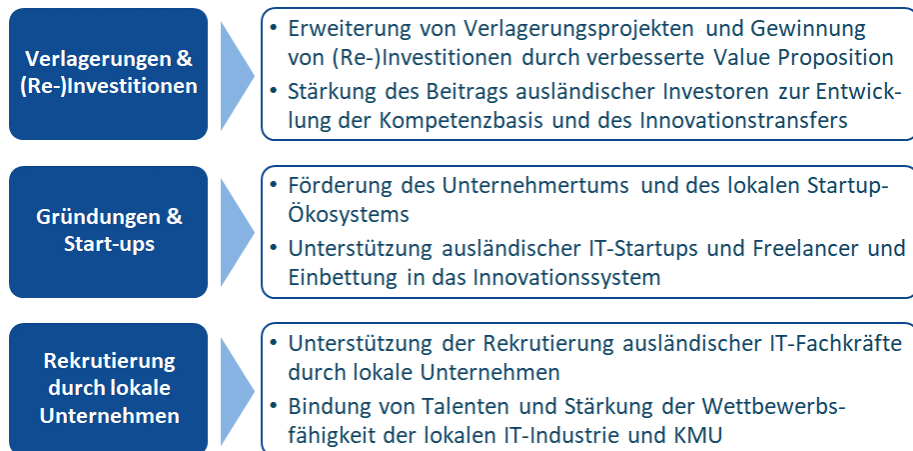 Verlagerungen &
(Re-)Investitionen
• Erweiterung von Verlagerungsprojekten und Gewinnung
von (Re-)Investitionen durch verbesserte Value Proposition
• Stärkung des Beitrags ausländischer Investoren zur Entwick-
lung der Kompetenzbasis und des Innovationstransfers
Gründungen &
Start-ups
• Förderung des Unternehmertums und des lokalen Startup-
Ökosystems
• Unterstützung ausländischer IT-Startups und Freelancer und
Einbettung in das Innovationssystem
Rekrutierung
durch lokale
Unternehmen
• Unterstützung der Rekrutierung ausländischer IT-Fachkräfte
durch lokale Unternehmen
• Bindung von Talenten und Stärkung der Wettbewerbs-
fähigkeit der lokalen IT-Industrie und KMU